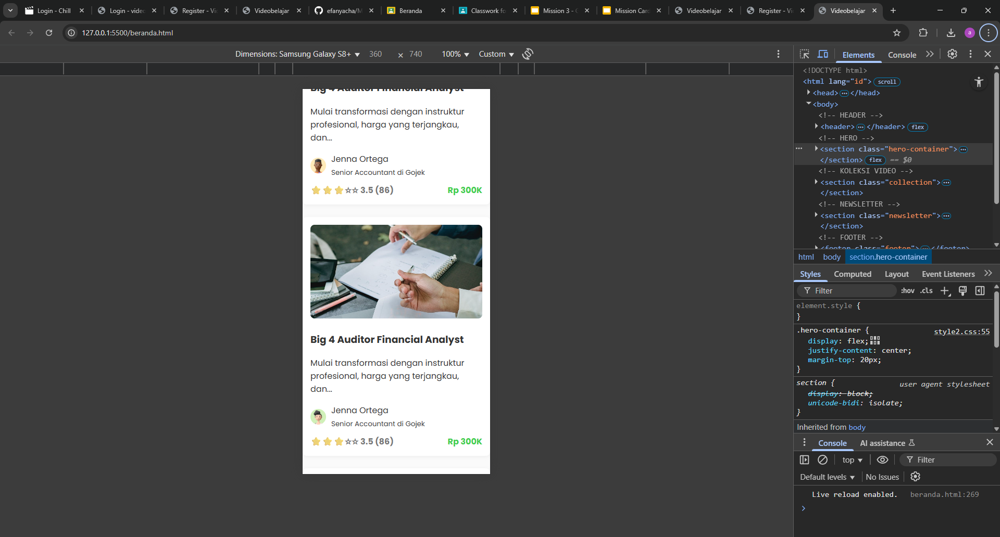 Login - Chill
Login - videc
Register - Vi
Videobelajar
efanyacha/M
Beranda
Classwork fo
Mission 3 - C
Mission Card
Videobelajar
Register - Vi
Videobelajar
127.0.0.1:5500/beranda.html
a
Dimensions: Samsung Galaxy S8+ 360 × 740 100% Custom
Big 4 Auditor Financial Analyst
Mulai transformasi dengan instruktur
profesional, harga yang terjangkau,
dan...
Jenna Ortega
Senior Accountant di Gojek
3.5 (86) Rp 300K
Big 4 Auditor Financial Analyst
Mulai transformasi dengan instruktur
profesional, harga yang terjangkau,
dan...
Jenna Ortega
Senior Accountant di Gojek
3.5 (86) Rp 300K
Elements Console
<!DOCTYPE html>
<html lang="id"> scroll
<head> … </head>
<body>
<!-- HEADER -->
<header> … </header> flex
<!-- HERO -->
<section class="hero-container"> …
</section> flex == $0
<!-- KOLEKSI VIDEO -->
<section class="collection"> …
</section>
<!-- NEWSLETTER -->
<section class="newsletter"> …
</section>
<!-- FOOTER -->
<footer class="footer"> … </footer>
html body section.hero-container
Styles Computed Layout Event Listeners
Filter :hov .cls
element.style {
}
.hero-container { style2.css:55
display: flex;
justify-content: center;
margin-top: 20px;
}
section { user agent stylesheet
display: block;
unicode-bidi: isolate;
}
Inherited from body
Console AI assistance
top Filter
Default levels No Issues
Live reload enabled. beranda.html:269